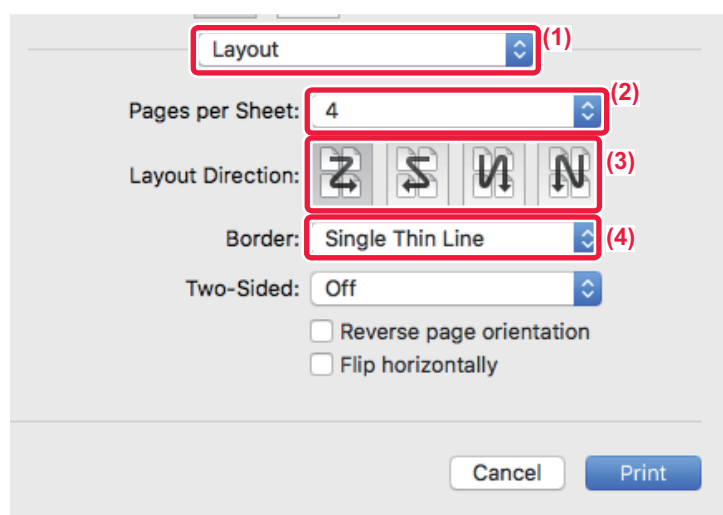 Layout (1)
Pages per Sheet: 4 (2)
Layout Direction: (3)
Border: Single Thin Line (4)
Two-Sided: Off
Reverse page orientation
Flip horizontally
Cancel Print